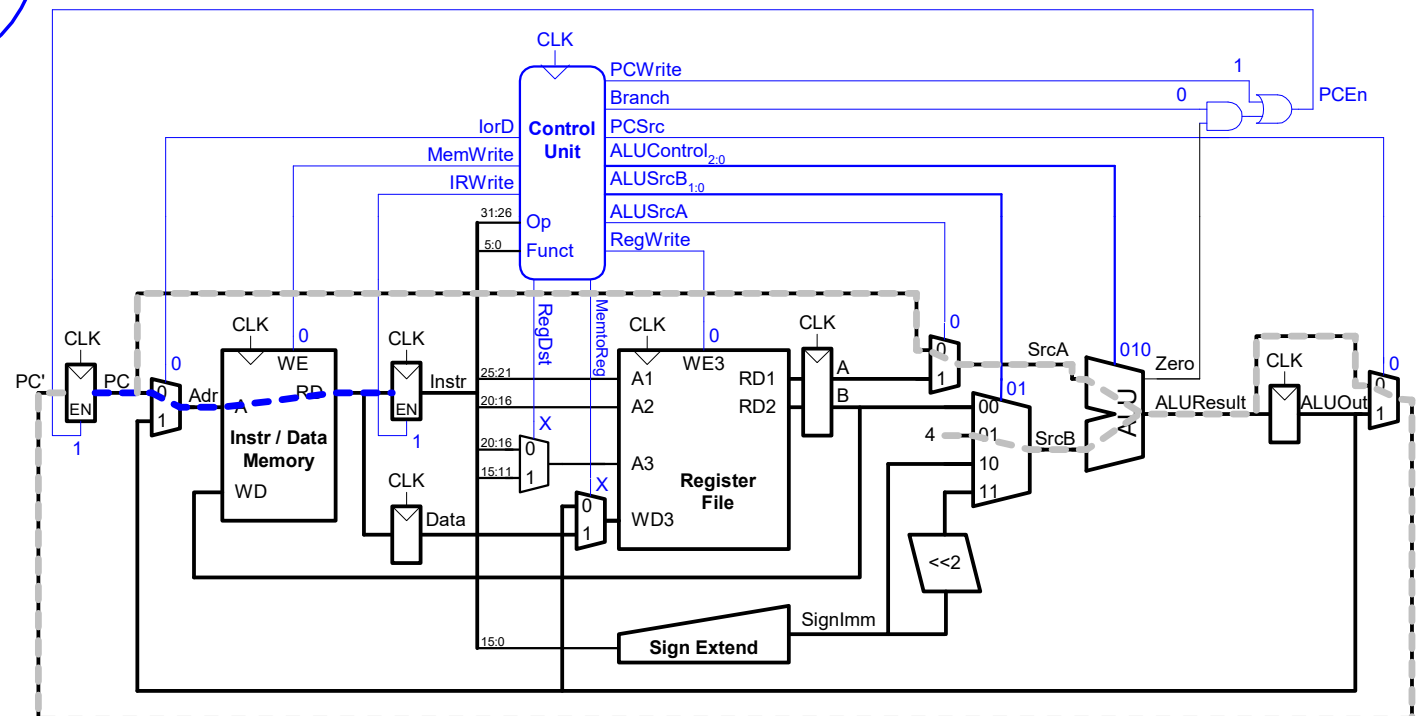 CLK
PCWrite
1
Branch
0
PCEn
IorD
Control
Unit
PCSrc
MemWrite
ALUControl2:0
IRWrite
ALUSrcB1:0
31:26
Op
ALUSrcA
5:0
Funct
RegWrite
RegDst
MemtoReg
CLK
CLK
CLK
CLK
CLK
0
0
0
0
010
0
PC'
PC
EN
1
0
1
Adr
WE
A
RD
Instr / Data
Memory
WD
EN
1
Instr
25:21
20:16
A1
A2
A3
WD3
WE3
RD1
RD2
Register
File
A
B
0
1
SrcA
01
00
4
01
10
11
SrcB
ALU
Zero
ALUResult
CLK
ALUOut
0
1
X
20:16
0
15:11
1
CLK
Data
X
0
1
<<2
SignImm
15:0
Sign Extend